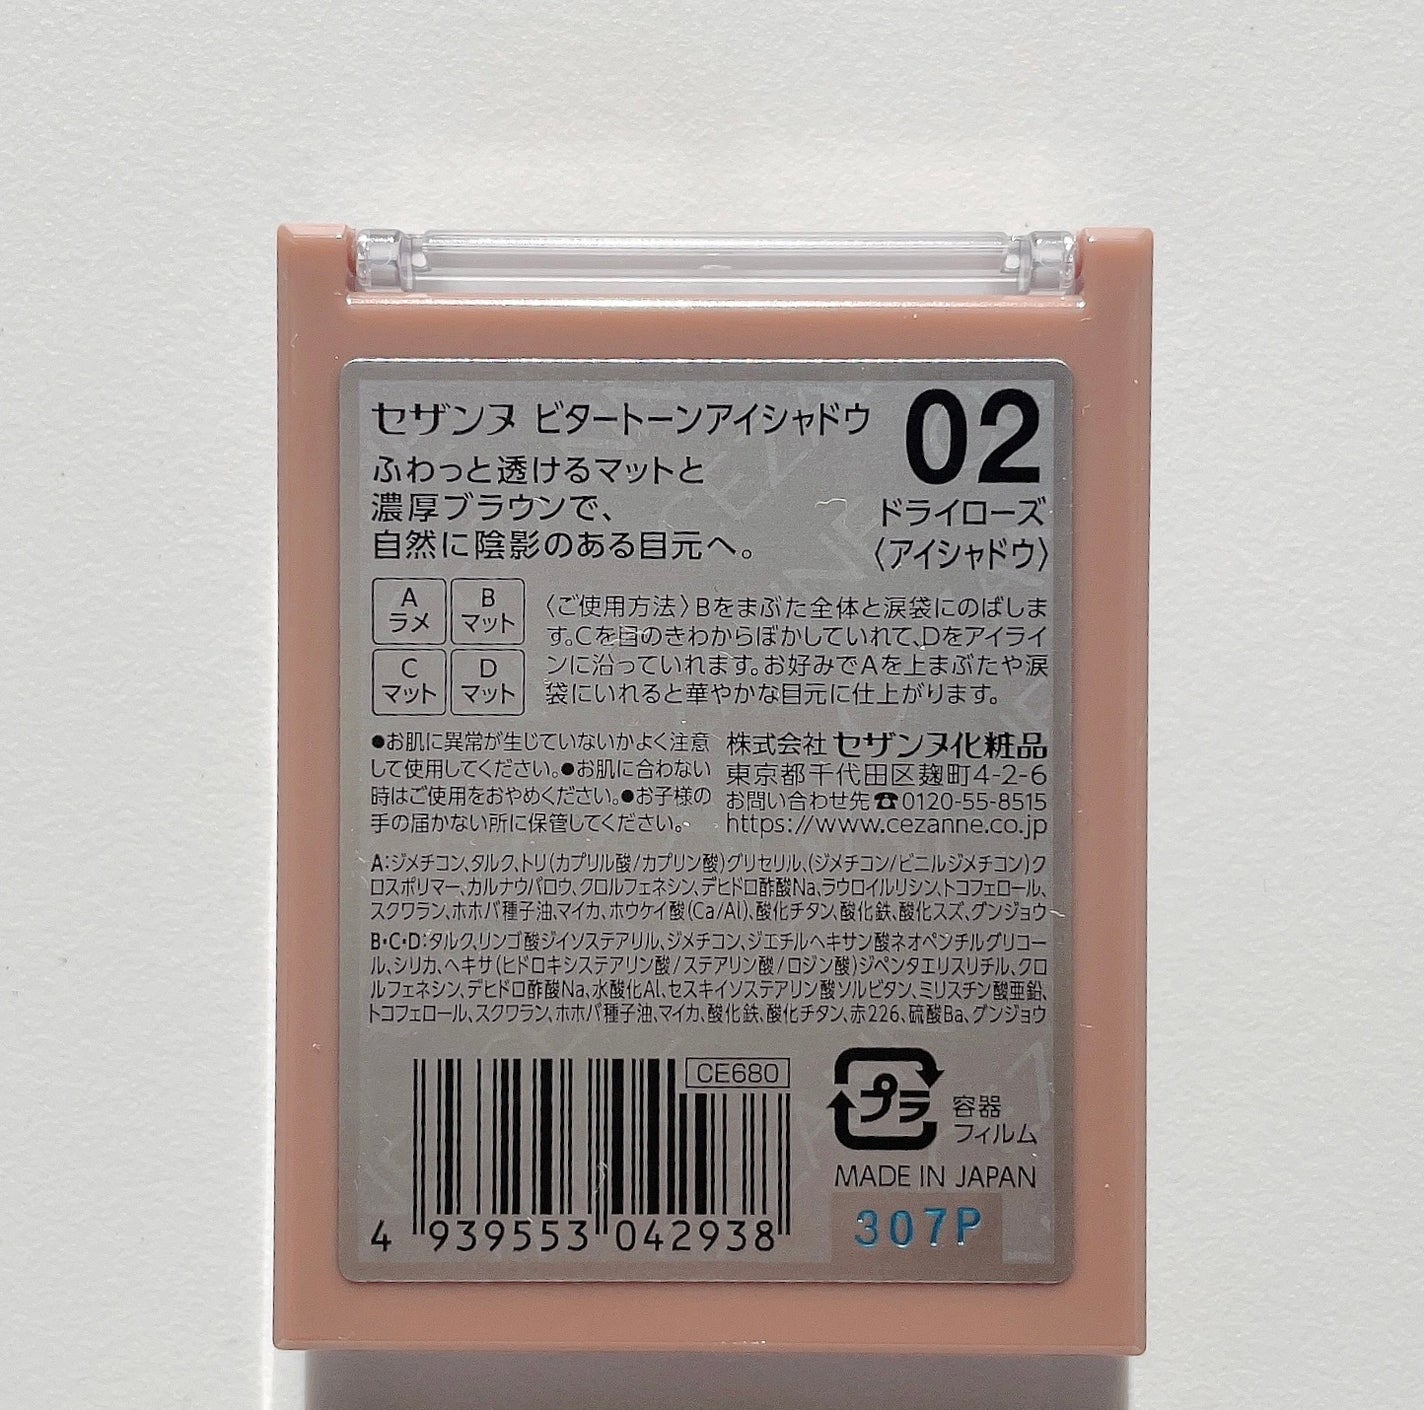 セザンヌ ビタートーンアイシャドウ
02
ふわっと透けるマットと
濃厚ブラウンで、
自然に陰影のある目元へ。
ドライローズ
〈アイシャドウ〉
A
ラメ
B
マット
C
マット
D
マット
〈ご使用方法〉Bをまぶた全体と涙袋にのばしま
す。Cを目のきわからぼかしていれて、Dをアイライ
ンに沿っていれます。お好みでAを上まぶたや涙
袋にいれると華やかな目元に仕上がります。
●お肌に異常が生じていないかよく注意
して使用してください。●お肌に合わない
時はご使用をおやめください。●お子様の
手の届かない所に保管してください。
株式会社 セザンヌ化粧品
東京都千代田区麹町4-2-6
お問い合わせ先☎0120-55-8515
https://www.cezanne.co.jp
A:ジメチコン、タルク、トリ(カプリル酸/カプリン酸)グリセリル、(ジメチコン/ビニルジメチコン)ク
ロスポリマー、カルナウバロウ、クロルフェネシン、デヒドロ酢酸Na、ラウロイルリシン、トコフェロール、
スクワラン、ホホバ種子油、マイカ、ホウケイ酸(Ca/Al)、酸化チタン、酸化鉄、酸化スズ、グンジョウ
B・C・D:タルク、リンゴ酸ジイソステアリル、ジメチコン、ジエチルヘキサン酸ネオペンチルグリコー
ル、シリカ、ヘキサ(ヒドロキシステアリン酸/ステアリン酸/ロジン酸)ジペンタエリスリチル、クロ
ルフェネシン、デヒドロ酢酸Na、水酸化Al、セスキイソステアリン酸ソルビタン、ミリスチン酸亜鉛、
トコフェロール、スクワラン、ホホバ種子油、マイカ、酸化鉄、酸化チタン、赤226、硫酸Ba、グンジョウ
CE680
4 939553 042938
プラ
容器
フィルム
MADE IN JAPAN
307P